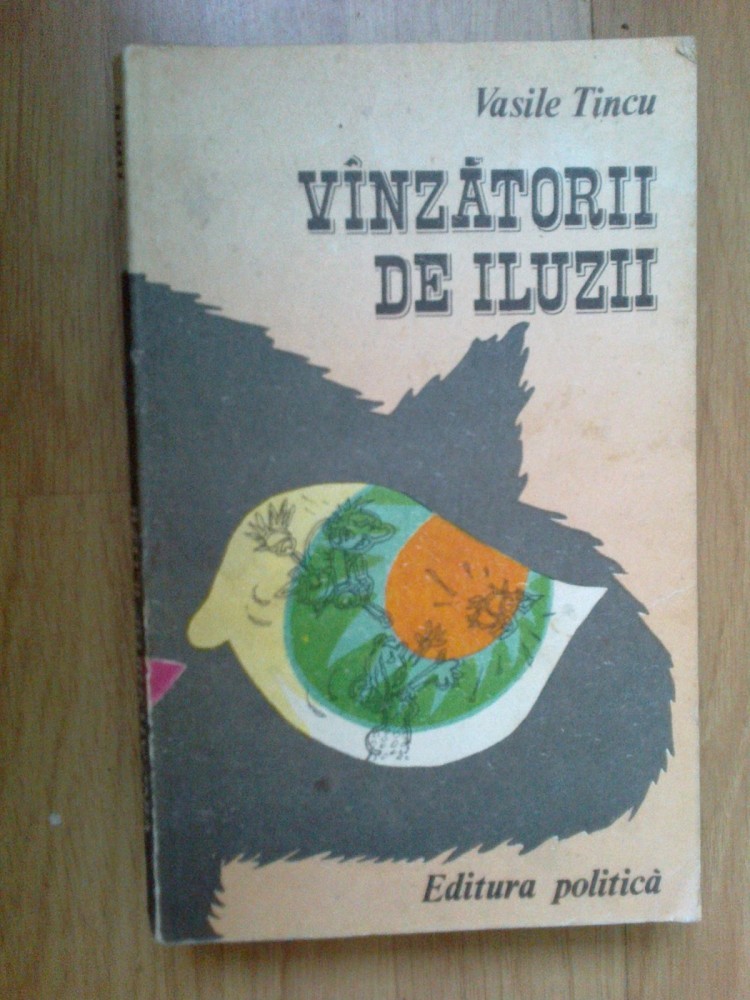 Vasile Tincu
VÎNZĂTORII
DE ILUZII
Editura politică